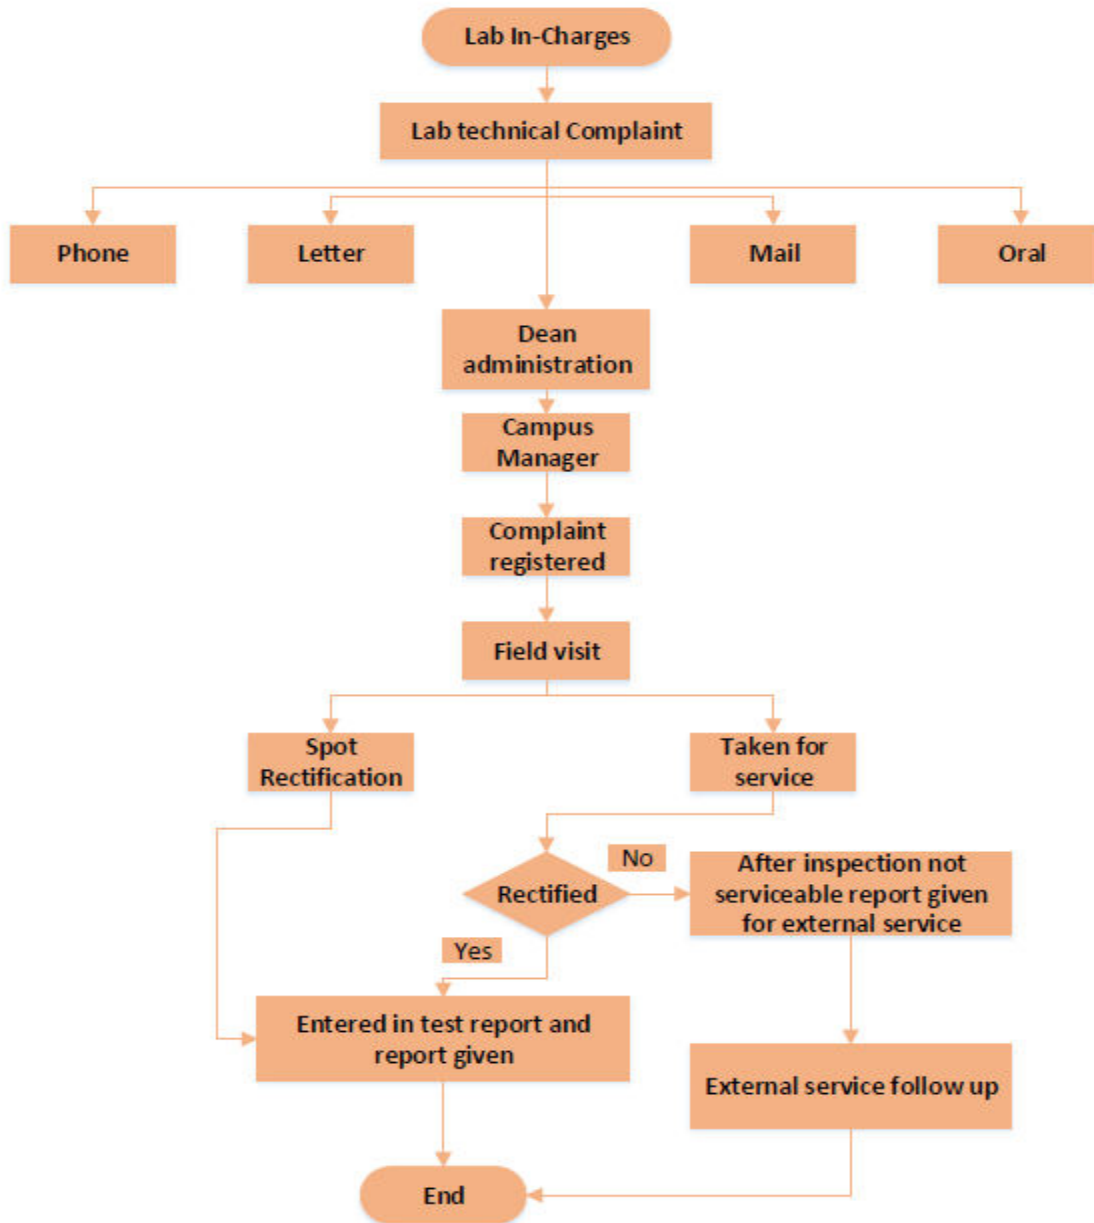 Lab In-Charges
Lab technical Complaint
Phone
Letter
Mail
Oral
Dean
administration
Campus
Manager
Complaint
registered
Field visit
Spot
Rectification
Taken for
service
Rectified
No
After inspection not
serviceable report given
for external service
Yes
Entered in test report and
report given
External service follow up
End